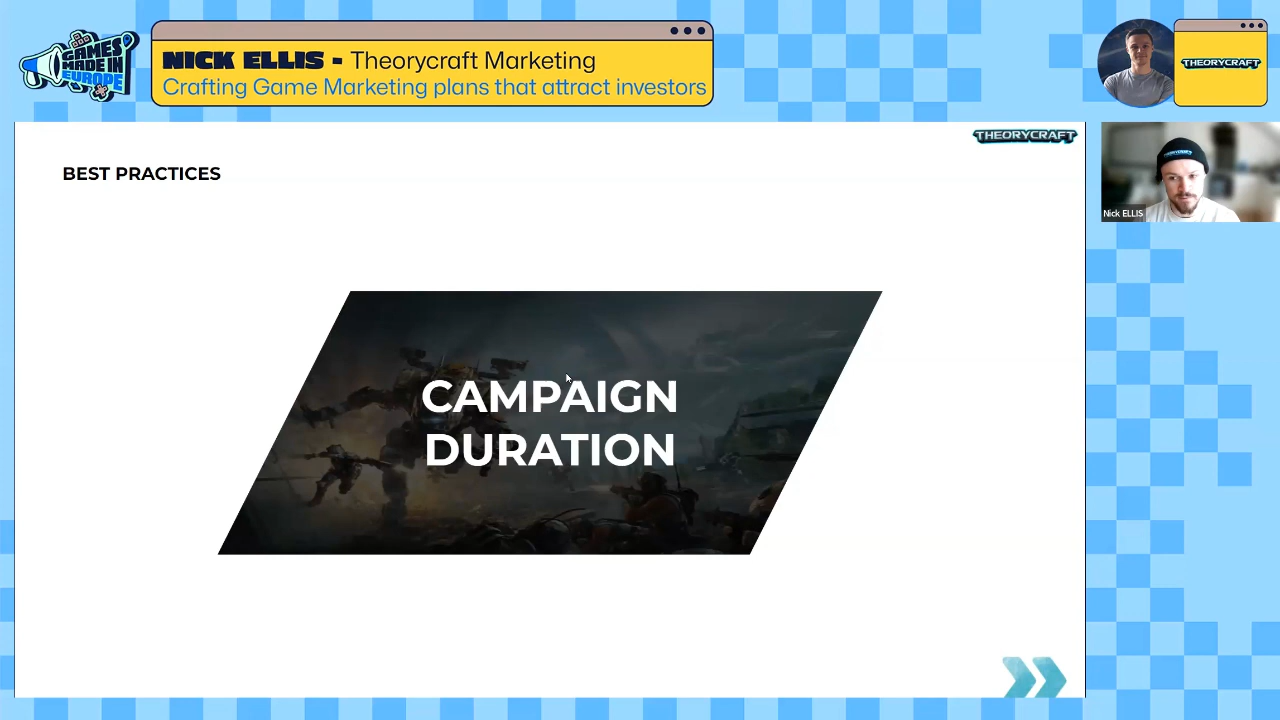 GAMES
MADE IN
EUROPE
NICK ELLIS - Theorycraft Marketing
Crafting Game Marketing plans that attract investors
THEORYCRAFT
THEORYCRAFT
BEST PRACTICES
THEORYCRAFT
Nick ELLIS
CAMPAIGN
DURATION